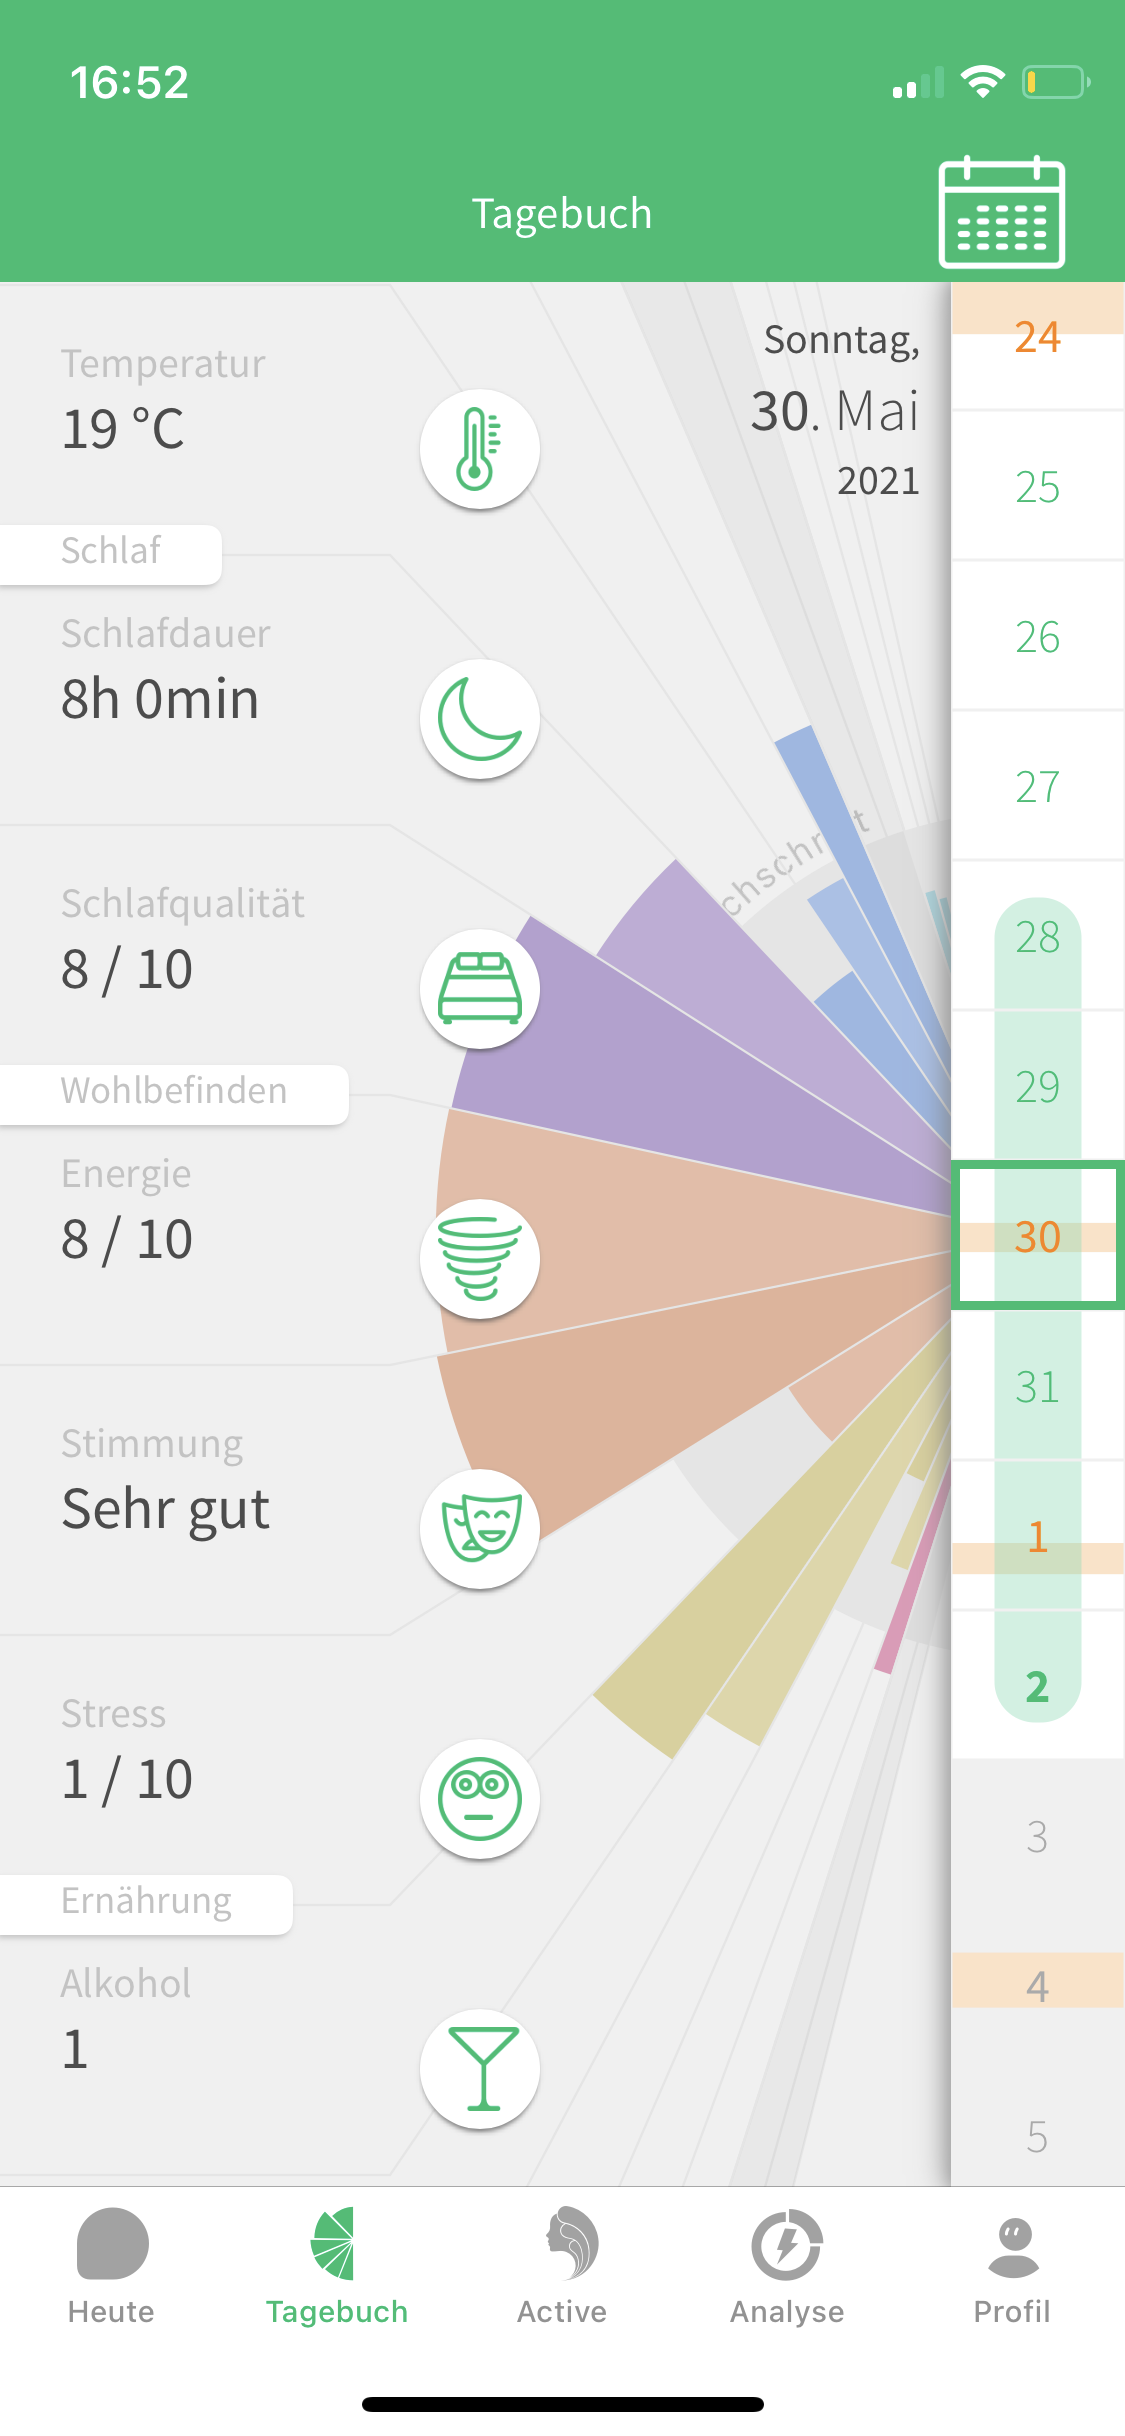 16:52
Tagebuch
Sonntag,
30. Mai
2021
Temperatur
19 °C
Schlaf
Schlafdauer
8h 0min
Schlafqualität
8 / 10
Wohlbefinden
Energie
8 / 10
Stimmung
Sehr gut
Stress
1 / 10
Ernährung
Alkohol
1
24
25
26
27
28
29
30
31
1
2
3
4
5
Heute
Tagebuch
Active
Analyse
Profil